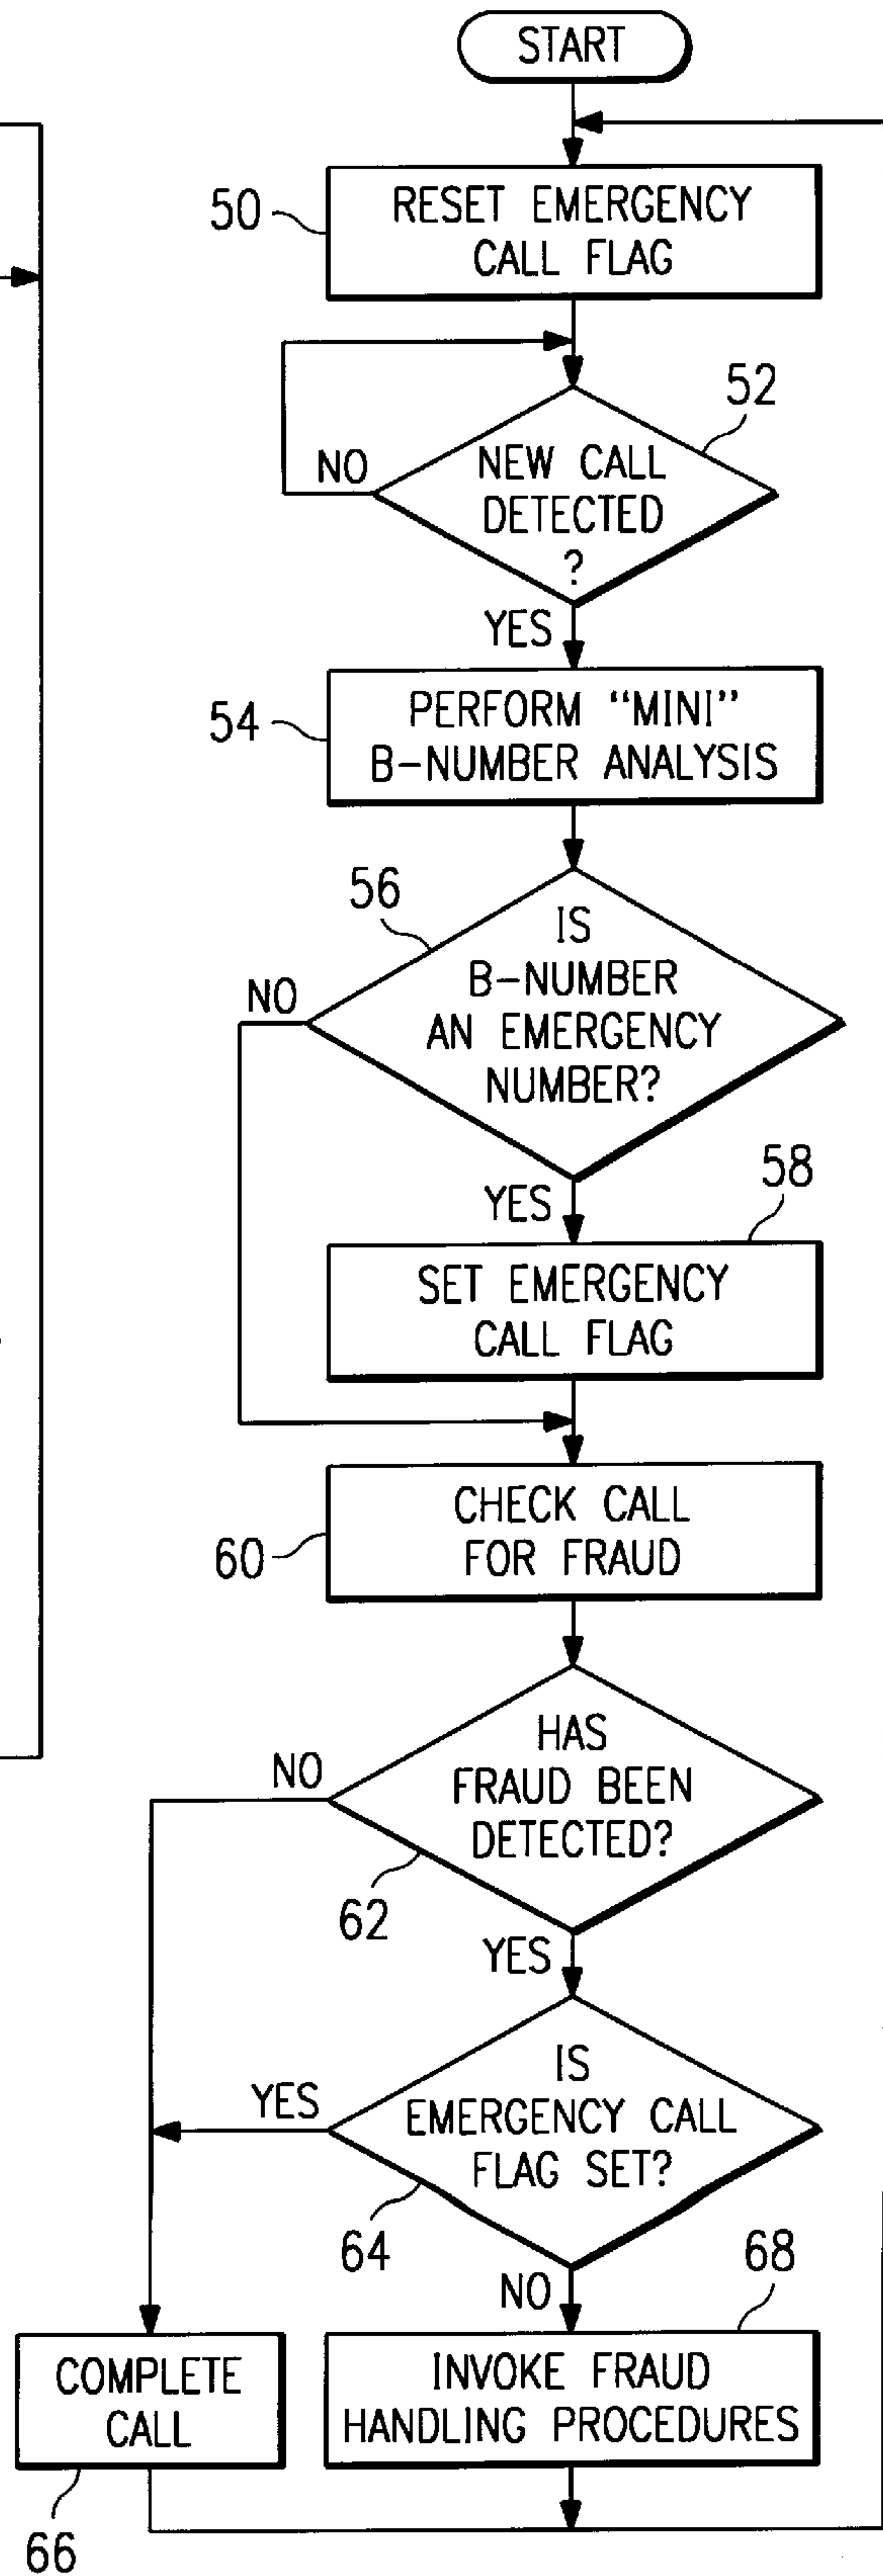 START
50
RESET EMERGENCY
CALL FLAG
52
NO
NEW CALL
DETECTED
?
YES
54
PERFORM “MINI”
B-NUMBER ANALYSIS
56
NO
IS
B-NUMBER
AN EMERGENCY
NUMBER?
YES
58
SET EMERGENCY
CALL FLAG
60
CHECK CALL
FOR FRAUD
NO
HAS
FRAUD BEEN
DETECTED?
62
YES
YES
IS
EMERGENCY CALL
FLAG SET?
64
NO
68
COMPLETE
CALL
66
INVOKE FRAUD
HANDLING PROCEDURES